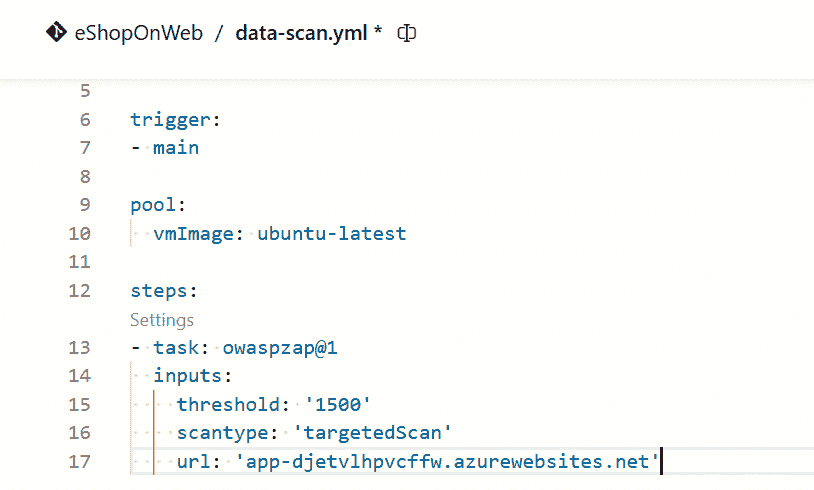 eShopOnWeb / data-scan.yml *
5
6 trigger:
7 - main
8
9 pool:
10   vmImage: ubuntu-latest
11
12 steps:
Settings
13 - task: owaspzap@1
14   inputs:
15     threshold: '1500'
16     scantype: 'targetedScan'
17     url: 'app-djetvlhpvcffw.azurewebsites.net'